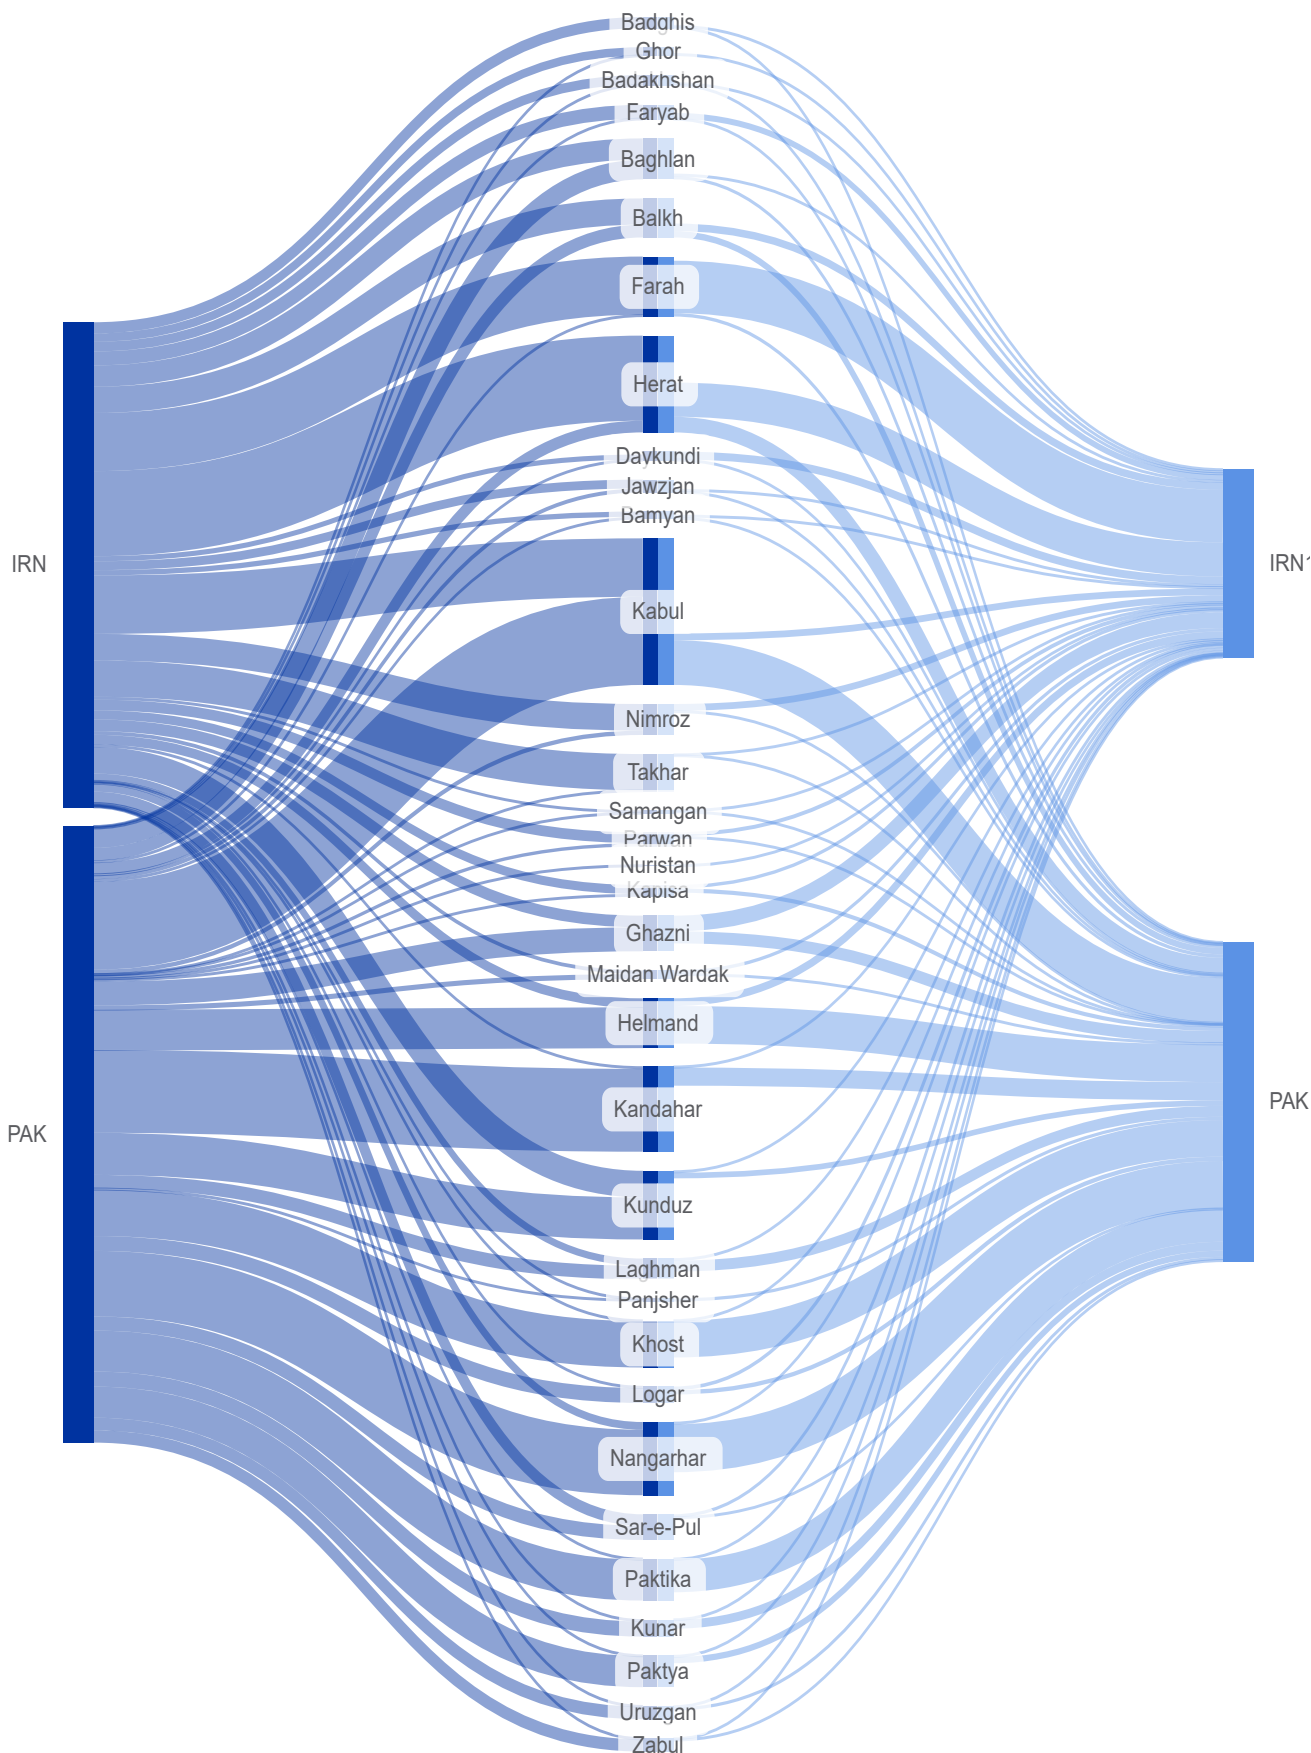 Badghis
Ghor
Badakhshan
Faryab
Baghlan
Balkh
Farah
Herat
Daykundi
Jawzjan
Bamyan
IRN
IRN1
Kabul
Nimroz
Takhar
Samangan
Parwan
Nuristan
Kapisa
Ghazni
Maidan Wardak
Helmand
Kandahar
PAK
PAK
Kunduz
Laghman
Panjsher
Khost
Logar
Nangarhar
Sar-e-Pul
Paktika
Kunar
Paktya
Uruzgan
Zabul